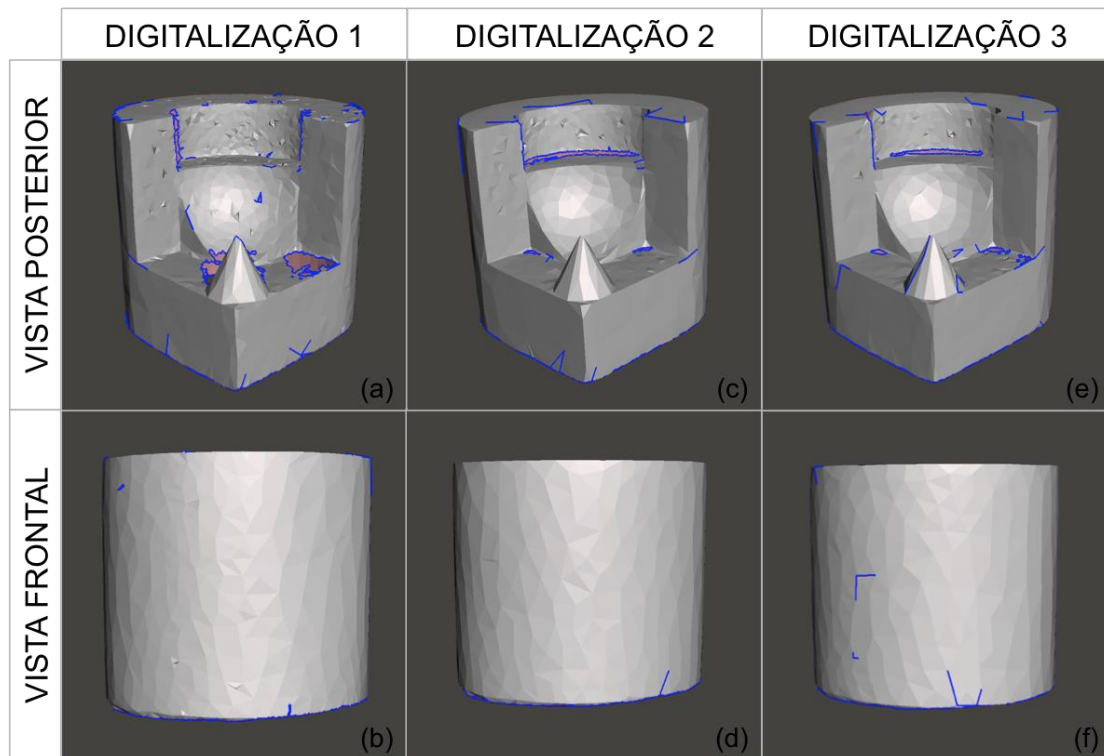 DIGITALIZAÇÃO 1
DIGITALIZAÇÃO 2
DIGITALIZAÇÃO 3
VISTA POSTERIOR
(a)
(c)
(e)
VISTA FRONTAL
(b)
(d)
(f)